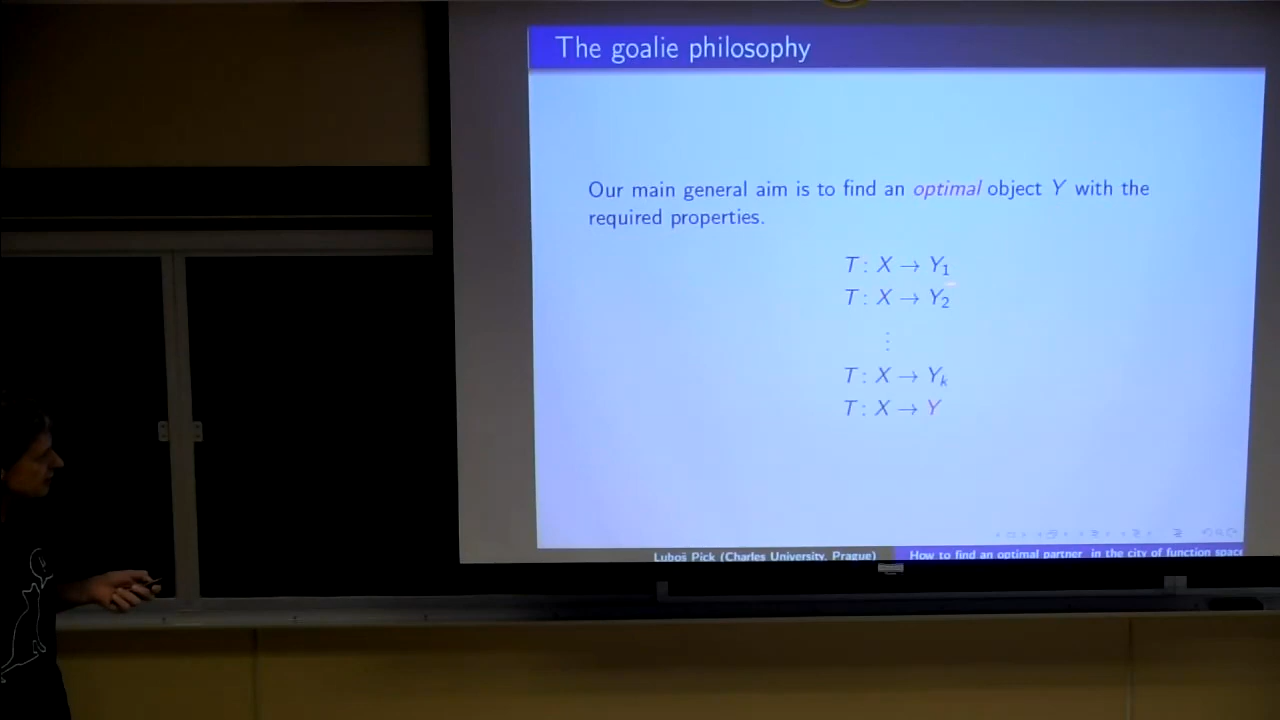 The goalie philosophy
Our main general aim is to find an optimal object Y with the
required properties.
T : X → Y₁
T : X → Y₂
⋮
T : X → Yₖ
T : X → Y
Luboš Pick (Charles University, Prague)
How to find an optimal partner in the city of function space